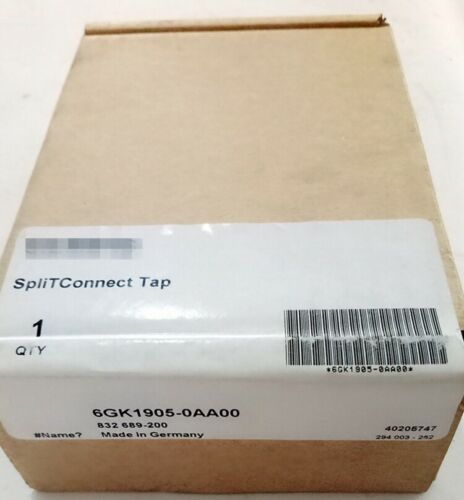 SpliTConnect Tap
1
QTY
*6GK1905-0AA00*
6GK1905-0AA00
832 689-200
40205747
#Name? Made in Germany
294 003 - 252